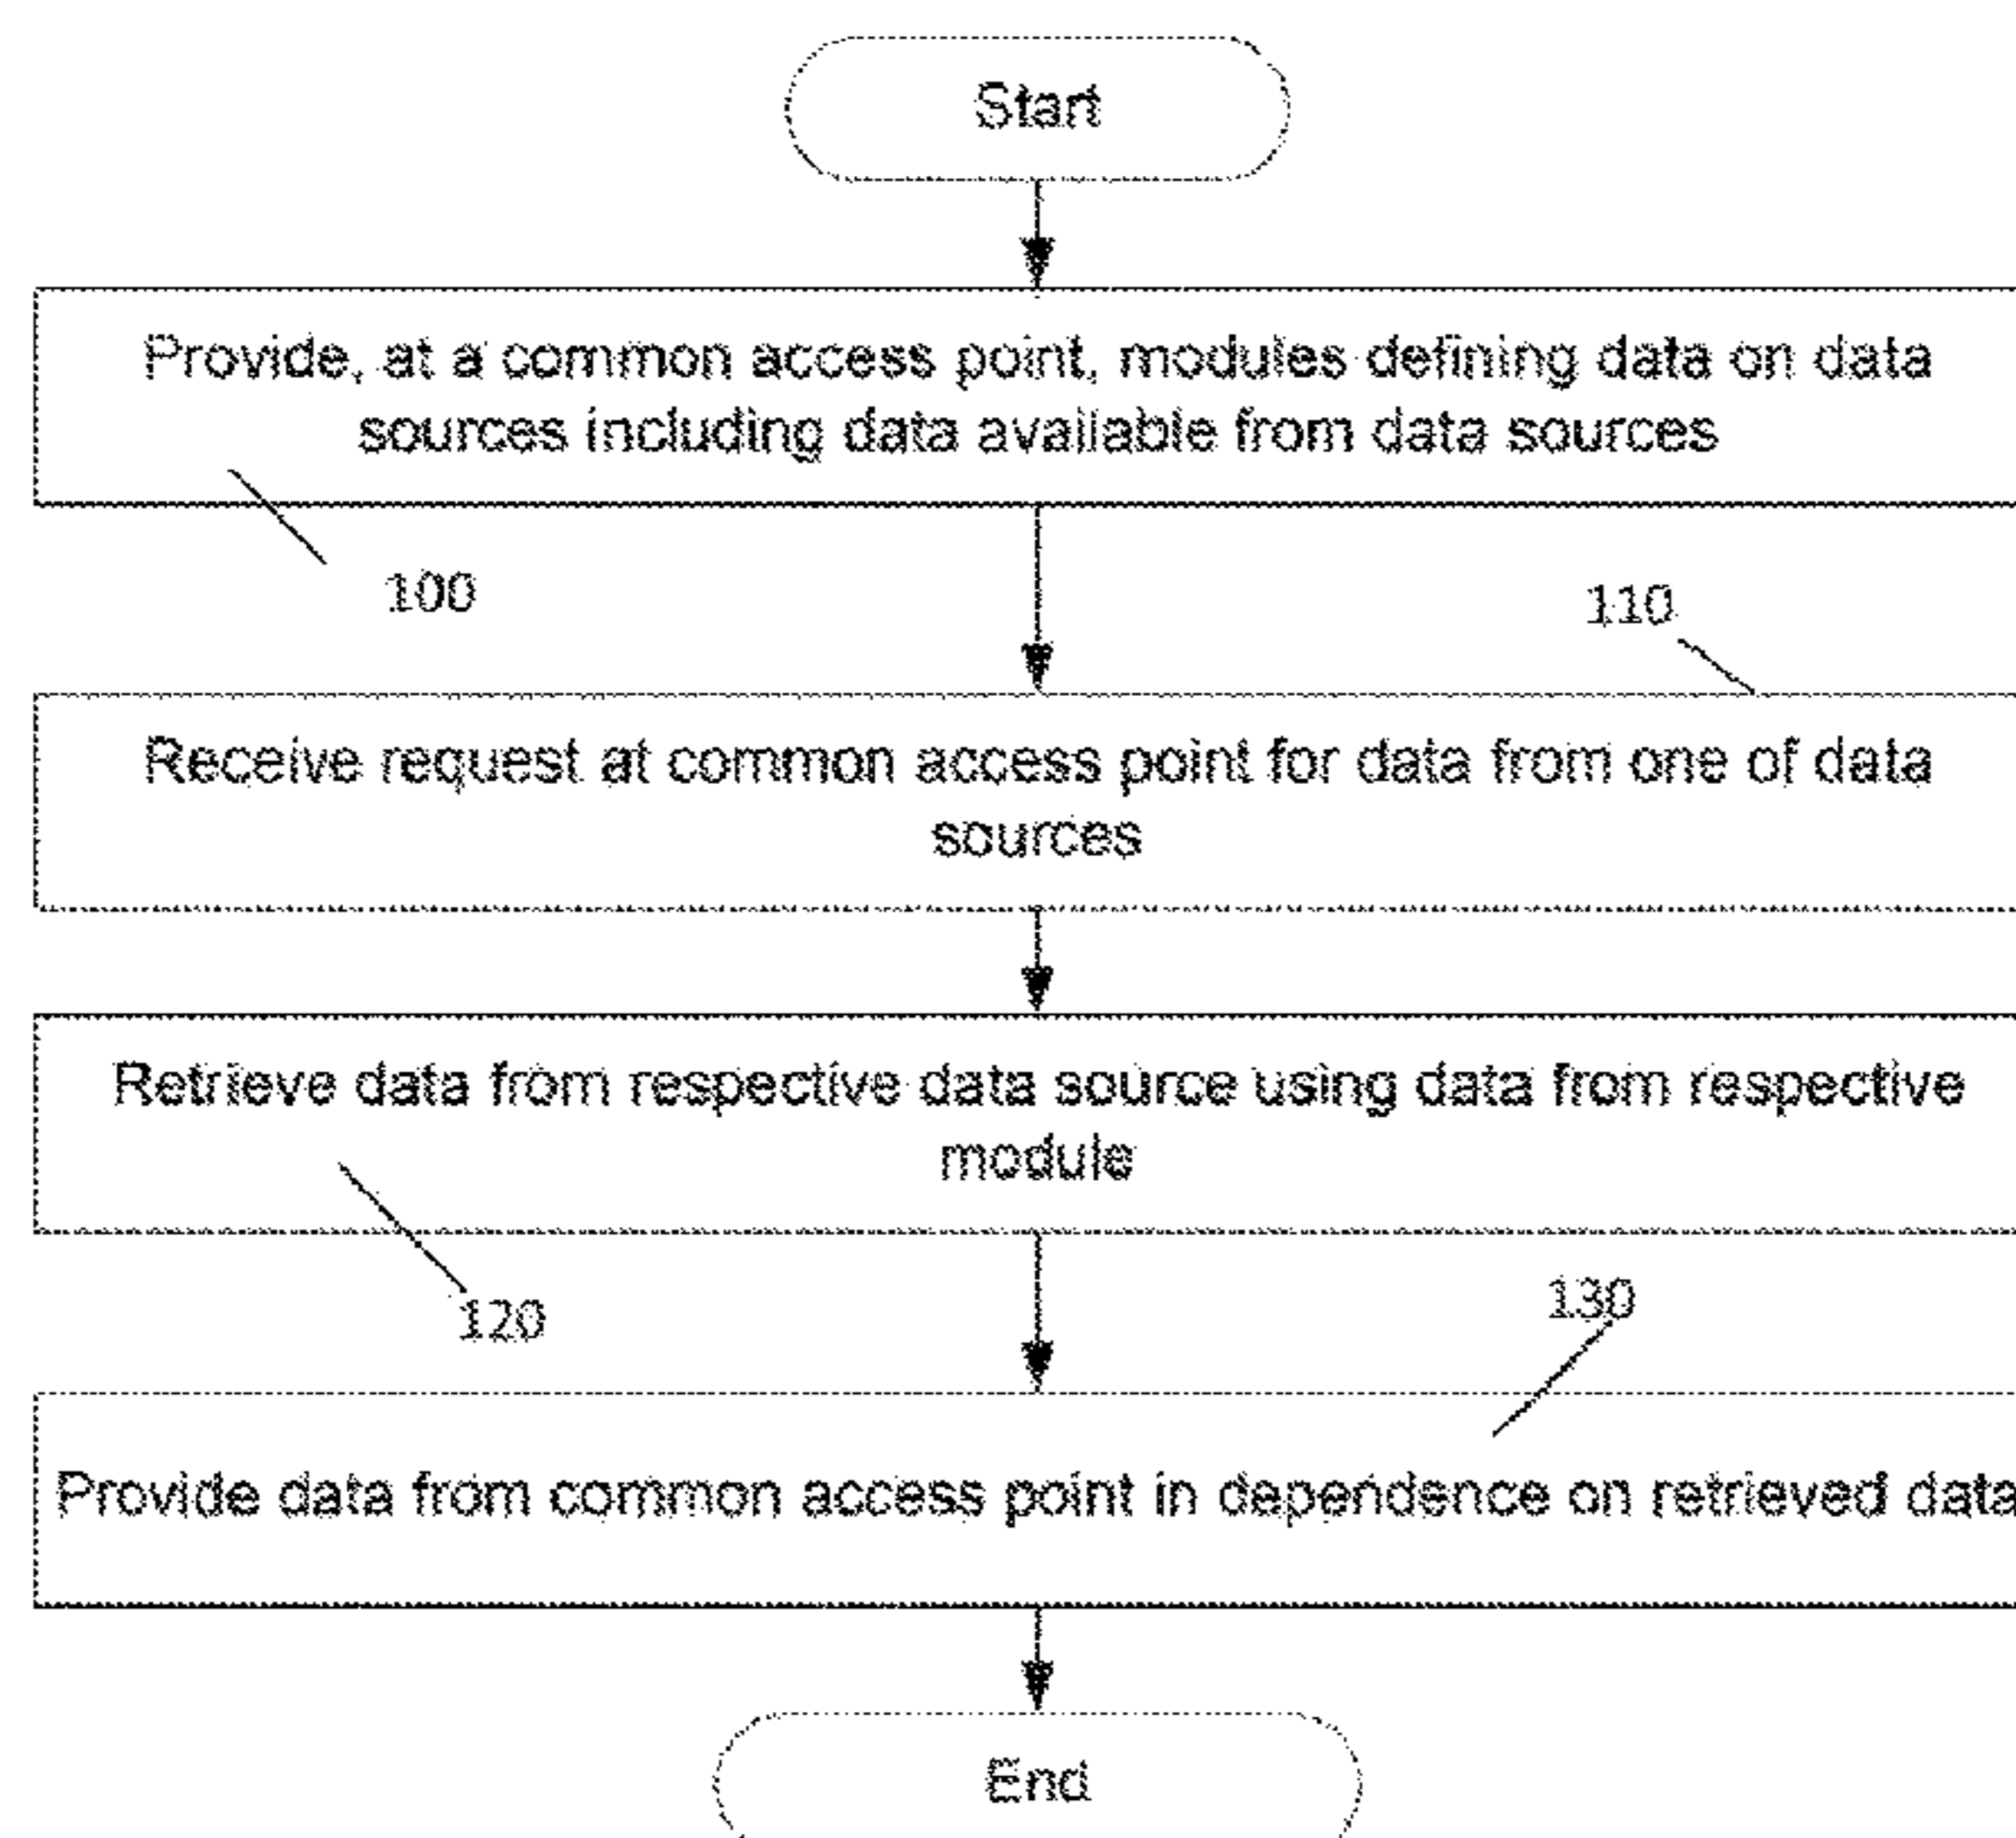 Start
Provide, at a common access point, modules defining data on data
sources including data available from data sources
100
110
Receive request at common access point for data from one of data
sources
Retrieve data from respective data source using data from respective
module
120
130
Provide data from common access point in dependence on retrieved data
End